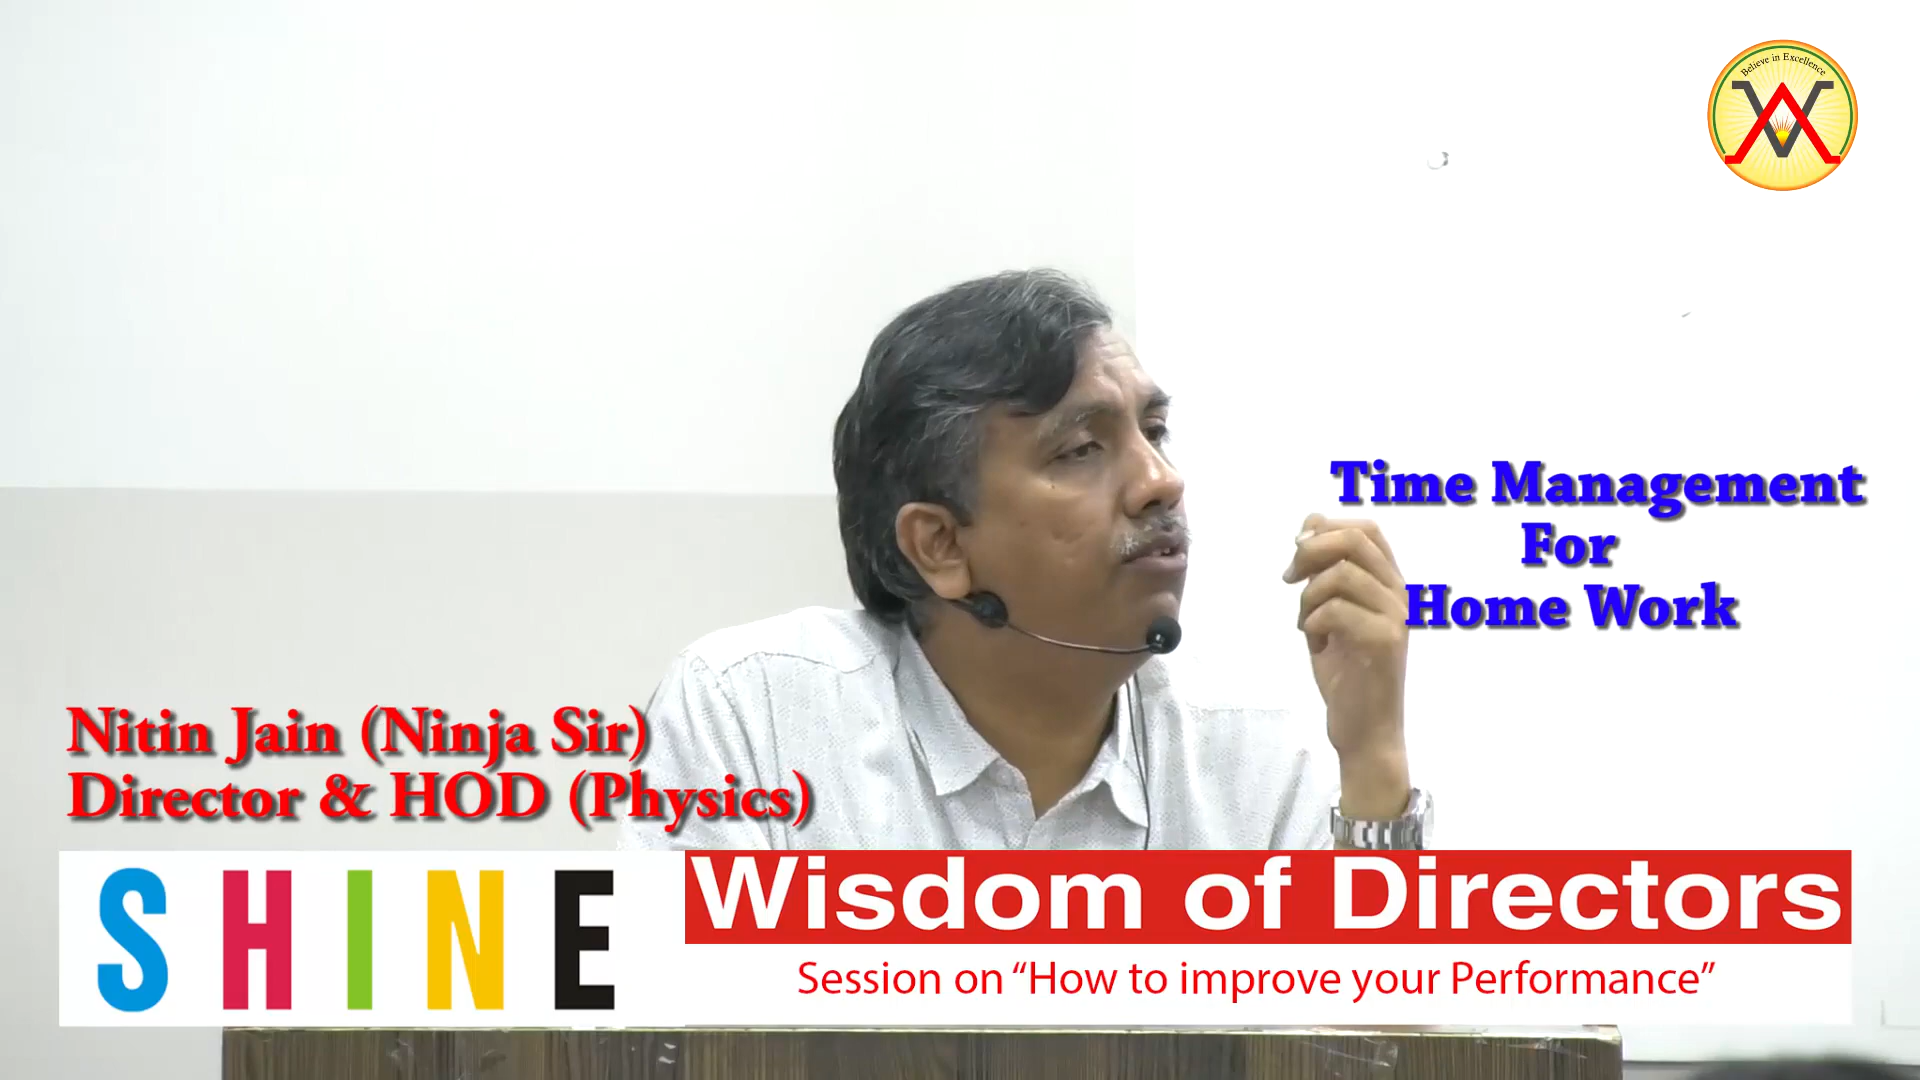 Believe in Excellence
Time Management
For
Home Work
Nitin Jain (Ninja Sir)
Director & HOD (Physics)
SHINE
Wisdom of Directors
Session on “How to improve your Performance”